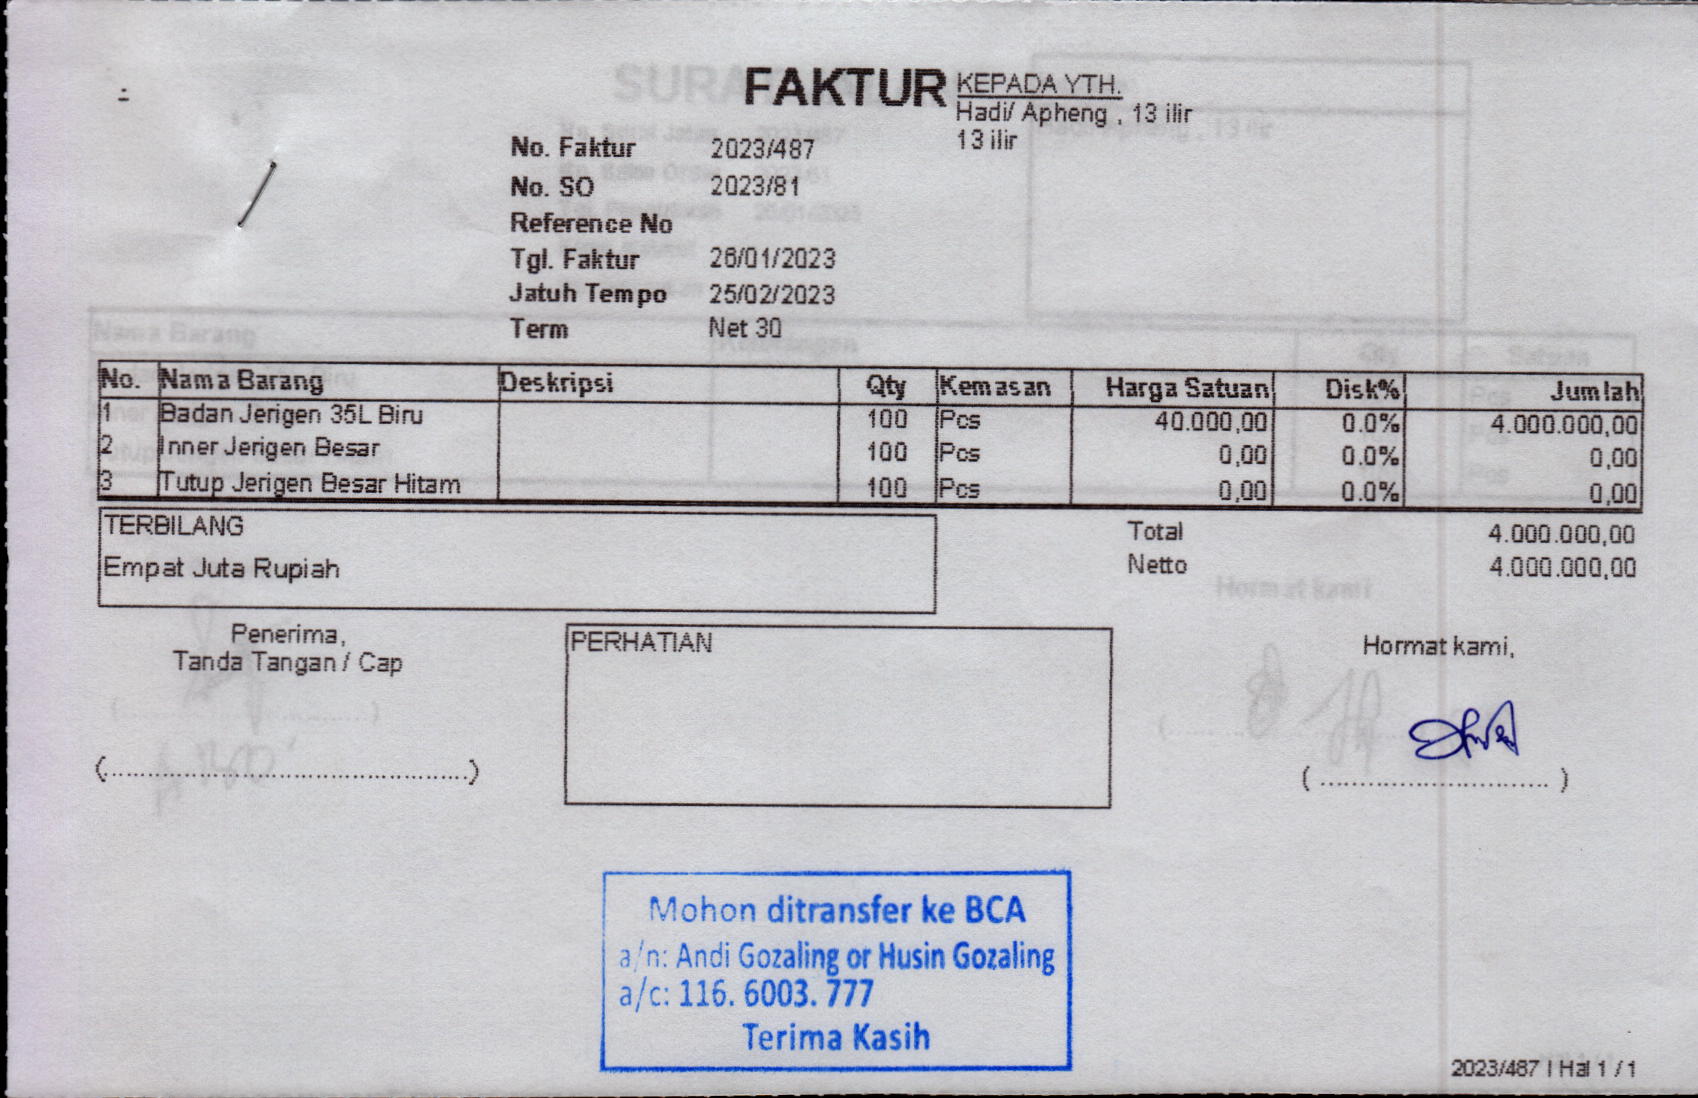 FAKTUR
KEPADA YTH.
Hadi/ Apheng , 13 ilir
13 ilir
No. Faktur 2023/487
No. SO 2023/81
Reference No
Tgl. Faktur 26/01/2023
Jatuh Tempo 25/02/2023
Term Net 30
No. Nama Barang Deskripsi Qty Kemasan Harga Satuan Disk% Jumlah
1 Badan Jerigen 35L Biru 100 Pcs 40.000,00 0.0% 4.000.000,00
2 Inner Jerigen Besar 100 Pcs 0,00 0.0% 0,00
3 Tutup Jerigen Besar Hitam 100 Pcs 0,00 0.0% 0,00
TERBILANG
Empat Juta Rupiah
Total 4.000.000,00
Netto 4.000.000,00
Penerima,
Tanda Tangan / Cap
PERHATIAN
Hormat kami,
(................................................)
( .............................. )
Mohon ditransfer ke BCA
a/n: Andi Gozaling or Husin Gozaling
a/c: 116. 6003. 777
Terima Kasih
2023/487 | Hal 1 / 1